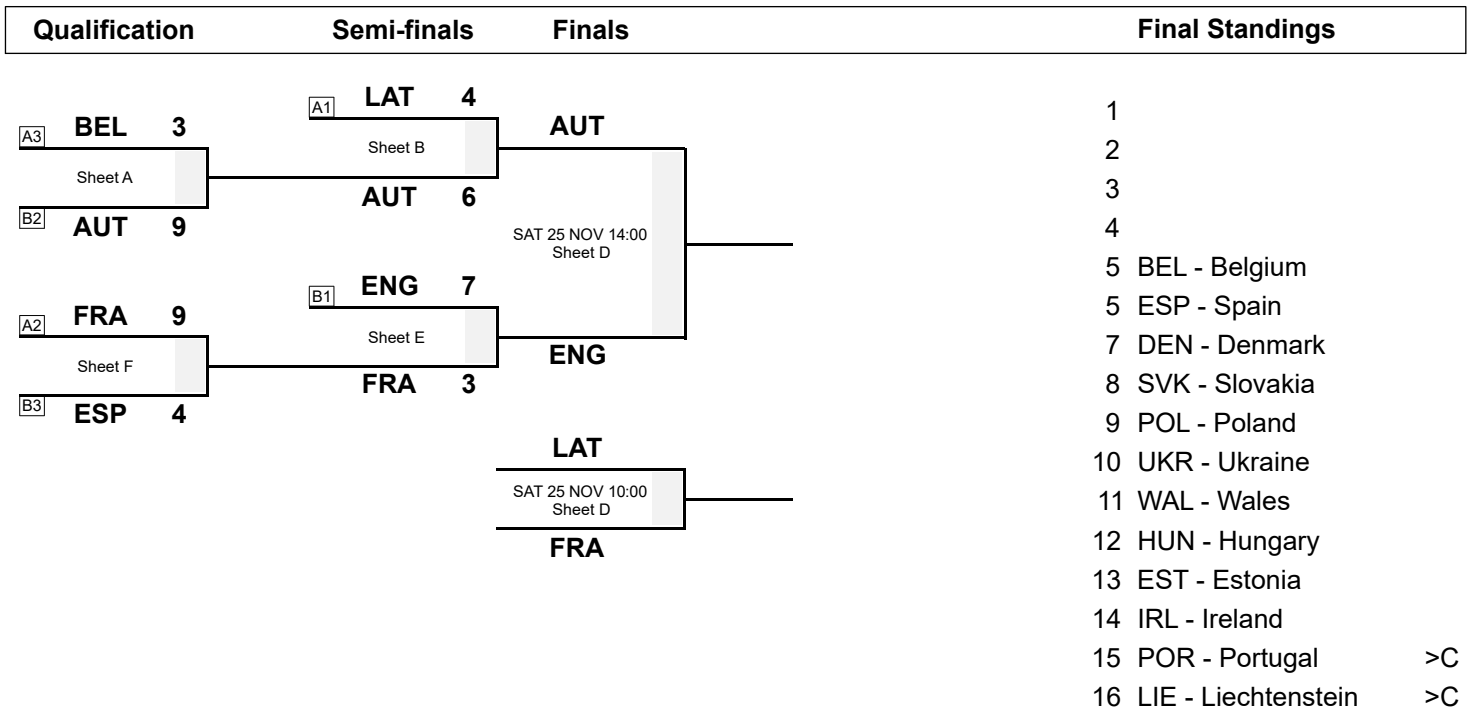 Qualification Semi-finals Finals Final Standings
A1 LAT 4
A3 BEL 3
AUT
Sheet B
Sheet A
AUT 6
B2 AUT 9
SAT 25 NOV 14:00
Sheet D
B1 ENG 7
A2 FRA 9
Sheet E
ENG
Sheet F
FRA 3
B3 ESP 4
LAT
SAT 25 NOV 10:00
Sheet D
FRA
1
2
3
4
5 BEL - Belgium
5 ESP - Spain
7 DEN - Denmark
8 SVK - Slovakia
9 POL - Poland
10 UKR - Ukraine
11 WAL - Wales
12 HUN - Hungary
13 EST - Estonia
14 IRL - Ireland
15 POR - Portugal >C
16 LIE - Liechtenstein >C